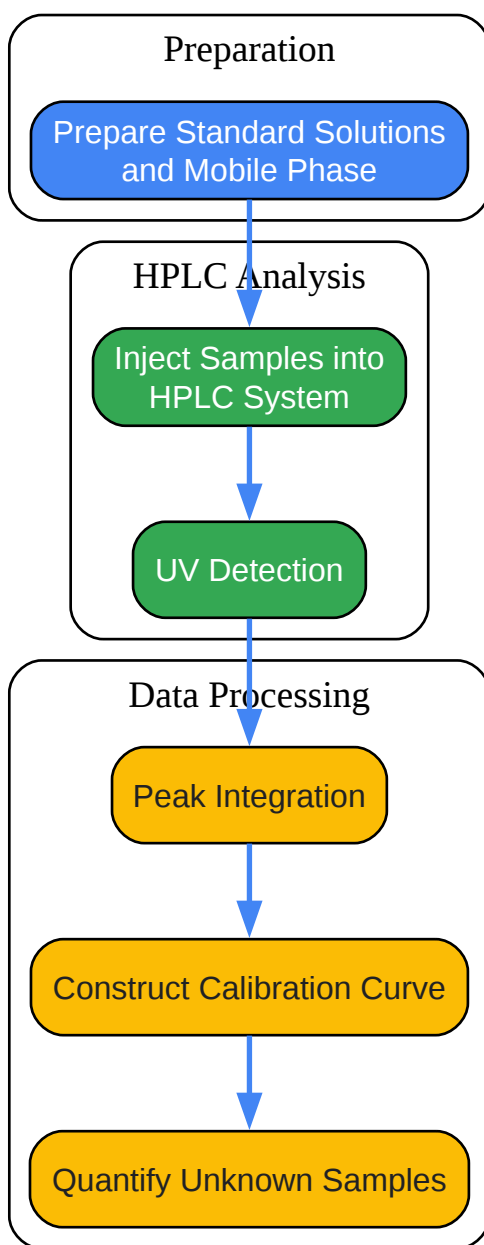 Preparation
Prepare Standard Solutions
and Mobile Phase
HPLC Analysis
Inject Samples into
HPLC System
UV Detection
Data Processing
Peak Integration
Construct Calibration Curve
Quantify Unknown Samples